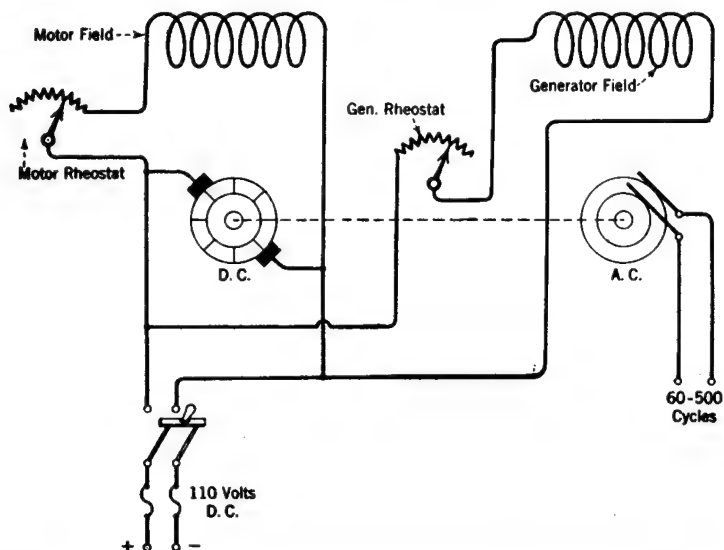 Motor Field
Generator Field
Gen. Rheostat
Motor Rheostat
D. C.
A. C.
60-500
Cycles
110 Volts
D. C.
+ -